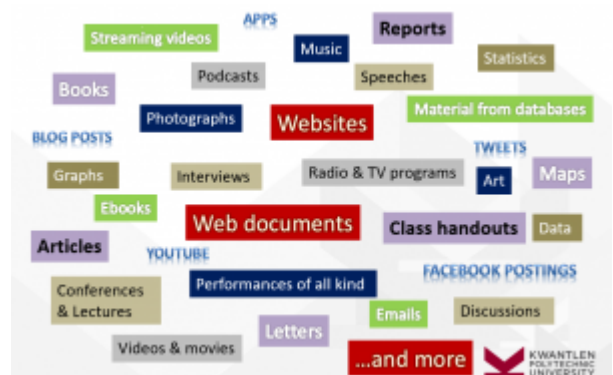 APPS
Reports
Streaming videos
Music
Statistics
Podcasts
Speeches
Books
Material from databases
Photographs
Websites
BLOG POSTS
TWEETS
Graphs
Interviews
Radio & TV programs
Art
Maps
Ebooks
Web documents
Class handouts
Data
Articles
YOUTUBE
FACEBOOK POSTINGS
Performances of all kind
Conferences
& Lectures
Emails
Discussions
Letters
Videos & movies
...and more
KWANTLEN
POLYTECHNIC
UNIVERSITY